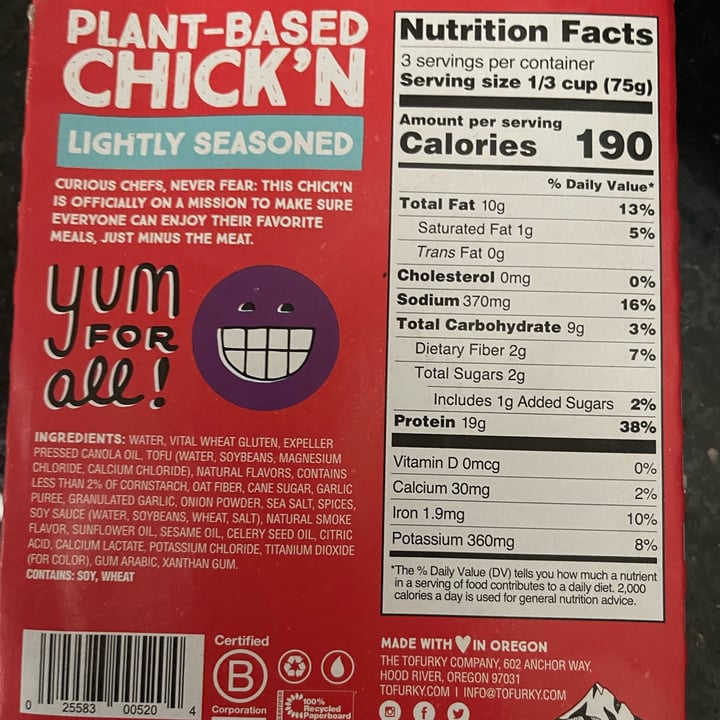 PLANT-BASED
CHICK'N
LIGHTLY SEASONED
CURIOUS CHEFS, NEVER FEAR: THIS CHICK'N
IS OFFICIALLY ON A MISSION TO MAKE SURE
EVERYONE CAN ENJOY THEIR FAVORITE
MEALS, JUST MINUS THE MEAT.
yum
FOR
all!
INGREDIENTS: WATER, VITAL WHEAT GLUTEN, EXPELLER
PRESSED CANOLA OIL, TOFU (WATER, SOYBEANS, MAGNESIUM
CHLORIDE, CALCIUM CHLORIDE), NATURAL FLAVORS, CONTAINS
LESS THAN 2% OF CORNSTARCH, OAT FIBER, CANE SUGAR, GARLIC
PUREE, GRANULATED GARLIC, ONION POWDER, SEA SALT, SPICES,
SOY SAUCE (WATER, SOYBEANS, WHEAT, SALT), NATURAL SMOKE
FLAVOR, SUNFLOWER OIL, SESAME OIL, CELERY SEED OIL, CITRIC
ACID, CALCIUM LACTATE, POTASSIUM CHLORIDE, TITANIUM DIOXIDE
(FOR COLOR), GUM ARABIC, XANTHAN GUM.
CONTAINS: SOY, WHEAT
0 25583 00520 4
Certified
B
Corporation
100%
Recycled
Paperboard
Nutrition Facts
3 servings per container
Serving size 1/3 cup (75g)
Amount per serving
Calories 190
% Daily Value*
Total Fat 10g 13%
Saturated Fat 1g 5%
Trans Fat 0g
Cholesterol 0mg 0%
Sodium 370mg 16%
Total Carbohydrate 9g 3%
Dietary Fiber 2g 7%
Total Sugars 2g
Includes 1g Added Sugars 2%
Protein 19g 38%
Vitamin D 0mcg 0%
Calcium 30mg 2%
Iron 1.9mg 10%
Potassium 360mg 8%
*The % Daily Value (DV) tells you how much a nutrient
in a serving of food contributes to a daily diet. 2,000
calories a day is used for general nutrition advice.
MADE WITH ♥ IN OREGON
THE TOFURKY COMPANY, 602 ANCHOR WAY,
HOOD RIVER, OREGON 97031
TOFURKY.COM | INFO@TOFURKY.COM